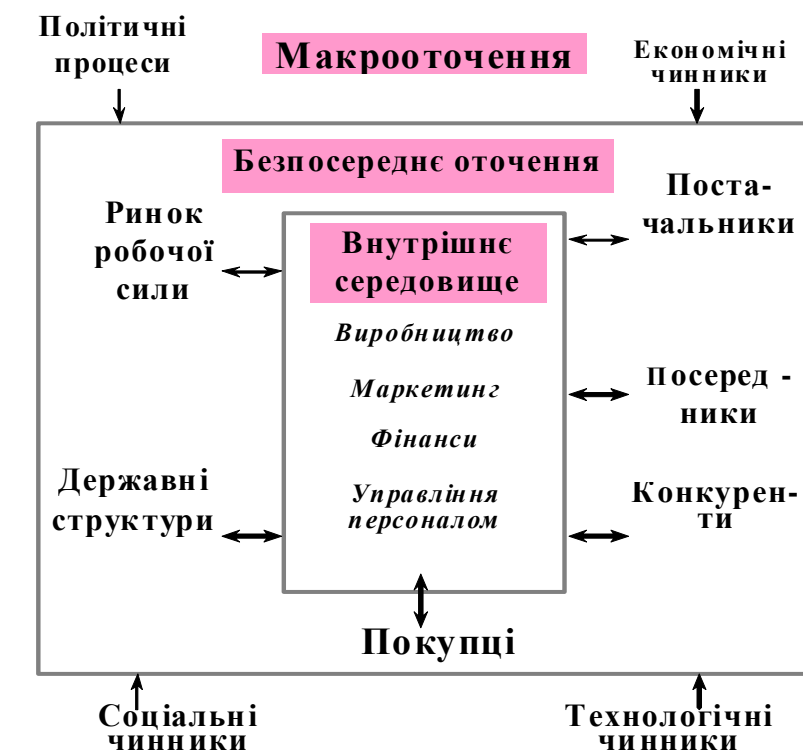 Політичні
процеси
Макрооточення
Економічні
чинники
Безпосереднє оточення
Ринок
робочої
сили
Поста-
чальники
Внутрішнє
середовище
Виробництво
Маркетинг
Фінанси
Управління
персоналом
Посеред -
ники
Державні
структури
Конкурен-
ти
Покупці
Соціальні
чинники
Технологічні
чинники